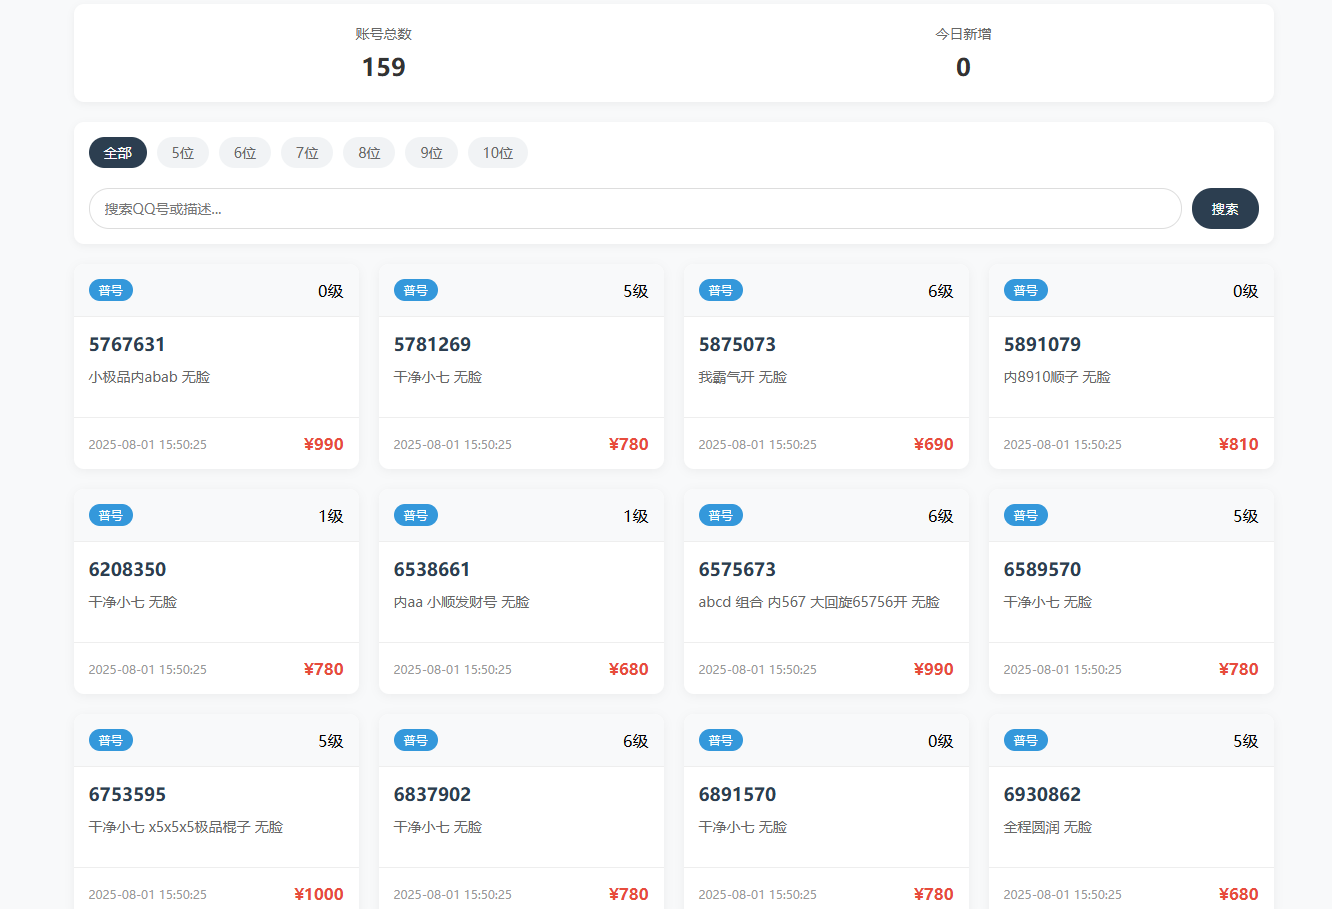 账号总数 今日新增
159 0
全部 5位 6位 7位 8位 9位 10位
搜索QQ号或描述... 搜索
普号 0级 普号 5级 普号 6级 普号 0级
5767631 5781269 5875073 5891079
小极品内abab 无脸 干净小七 无脸 我霸气开 无脸 内8910顺子 无脸
2025-08-01 15:50:25 ¥990 2025-08-01 15:50:25 ¥780 2025-08-01 15:50:25 ¥690 2025-08-01 15:50:25 ¥810
普号 1级 普号 1级 普号 6级 普号 5级
6208350 6538661 6575673 6589570
干净小七 无脸 内aa 小顺发财号 无脸 abcd 组合 内567 大回旋65756开 无脸 干净小七 无脸
2025-08-01 15:50:25 ¥780 2025-08-01 15:50:25 ¥680 2025-08-01 15:50:25 ¥990 2025-08-01 15:50:25 ¥780
普号 5级 普号 6级 普号 0级 普号 5级
6753595 6837902 6891570 6930862
干净小七 x5x5x5极品棍子 无脸 干净小七 无脸 干净小七 无脸 全程圆润 无脸
2025-08-01 15:50:25 ¥1000 2025-08-01 15:50:25 ¥780 2025-08-01 15:50:25 ¥780 2025-08-01 15:50:25 ¥680